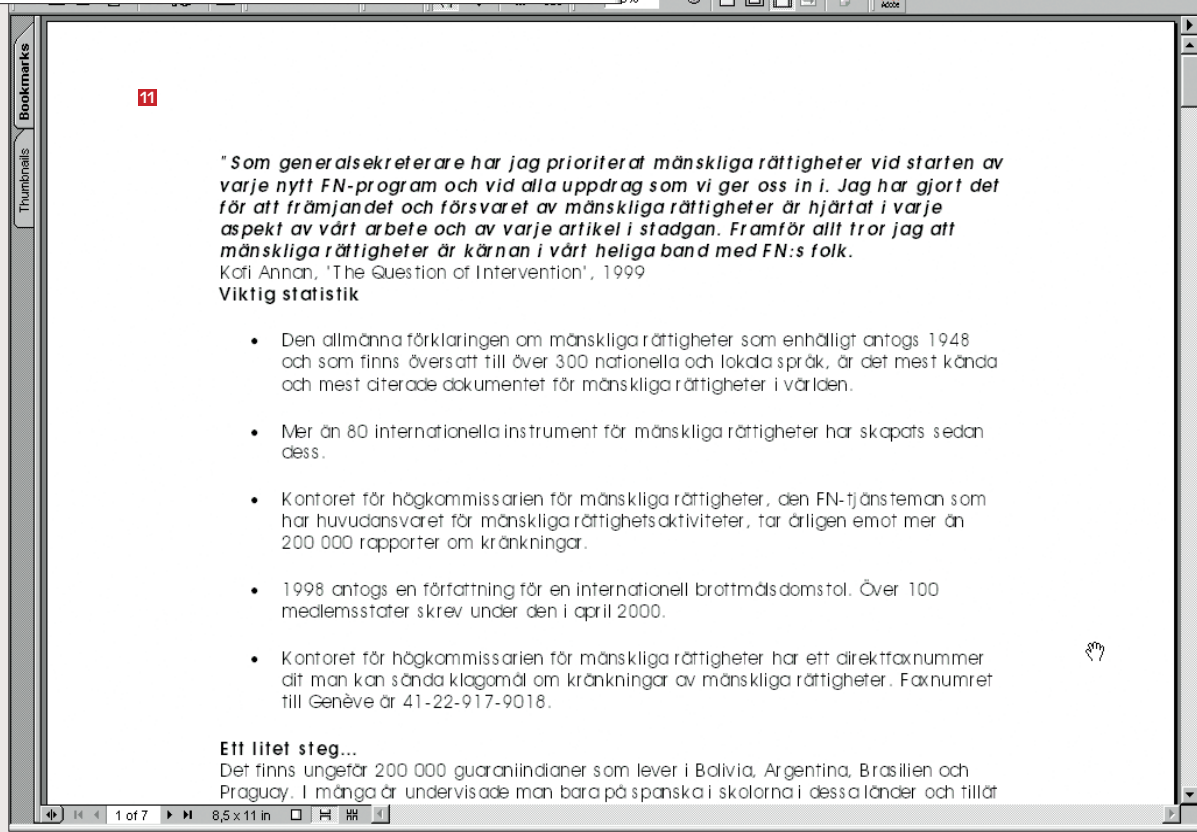 Bookmarks
Thumbnails
11
"Som generalsekreterare har jag prioriterat mänskliga rättigheter vid starten av
varje nytt FN-program och vid alla uppdrag som vi ger oss in i. Jag har gjort det
för att främjandet och försvaret av mänskliga rättigheter är hjärtat i varje
aspekt av vårt arbete och av varje artikel i stadgan. Framför allt tror jag att
mänskliga rättigheter är kärnan i vårt heliga band med FN:s folk.
Kofi Annan, 'The Question of Intervention', 1999
Viktig statistik
• Den allmänna förklaringen om mänskliga rättigheter som enhälligt antogs 1948
och som finns översatt till över 300 nationella och lokala språk, är det mest kända
och mest citerade dokumentet för mänskliga rättigheter i världen.
• Mer än 80 internationella instrument för mänskliga rättigheter har skapats sedan
dess.
• Kontoret för högkommissarien för mänskliga rättigheter, den FN-tjänsteman som
har huvudansvaret för mänskliga rättighetsaktiviteter, tar årligen emot mer än
200 000 rapporter om kränkningar.
• 1998 antogs en författning för en internationell brottmålsdomstol. Över 100
medlemsstater skrev under den i april 2000.
• Kontoret för högkommissarien för mänskliga rättigheter har ett direktfaxnummer
dit man kan sända klagomål om kränkningar av mänskliga rättigheter. Faxnumret
till Genève är 41-22-917-9018.
Ett litet steg...
Det finns ungefär 200 000 guaraniindianer som lever i Bolivia, Argentina, Brasilien och
Praguay. I många år undervisade man bara på spanska i skolorna i dessa länder och tillåt
1 of 7 8,5 x 11 in